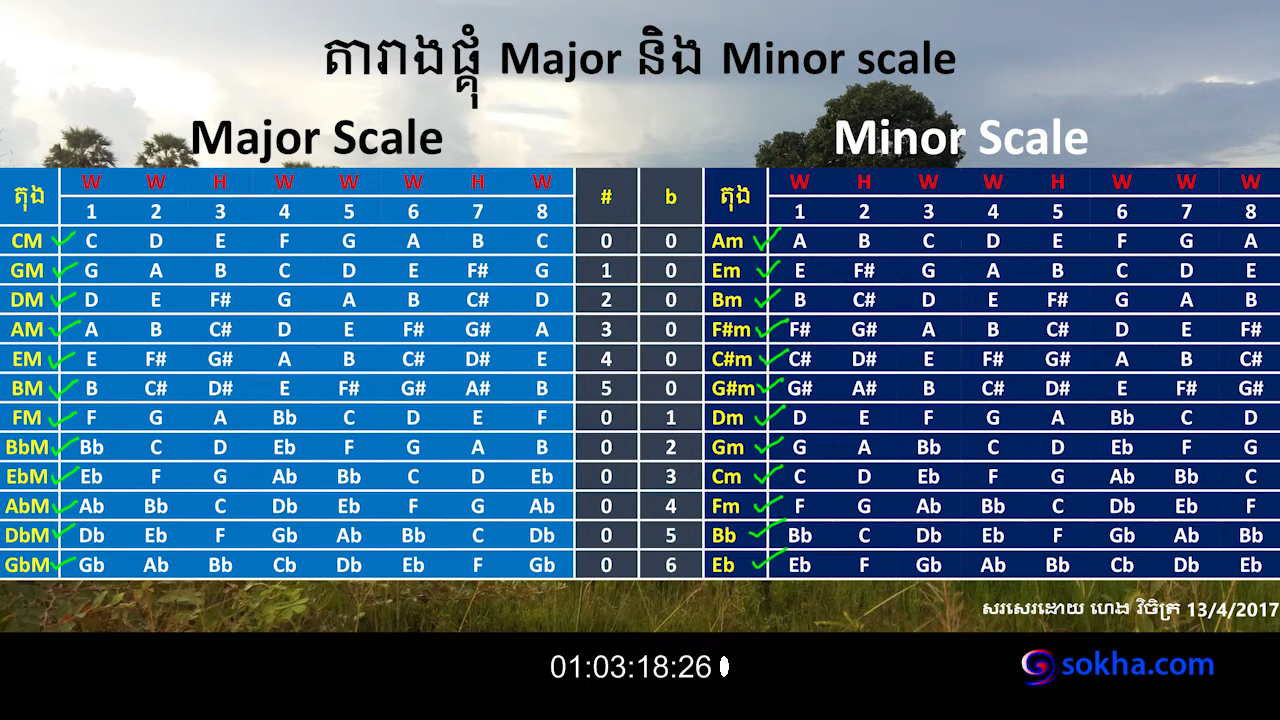 តារាងផ្គុំ Major និង Minor scale
Major Scale
Minor Scale
តុង W W H W W W H W # b តុង W H W W H W W W
1 2 3 4 5 6 7 8 1 2 3 4 5 6 7 8
CM C D E F G A B C 0 0 Am A B C D E F G A
GM G A B C D E F# G 1 0 Em E F# G A B C D E
DM D E F# G A B C# D 2 0 Bm B C# D E F# G A B
AM A B C# D E F# G# A 3 0 F#m F# G# A B C# D E F#
EM E F# G# A B C# D# E 4 0 C#m C# D# E F# G# A B C#
BM B C# D# E F# G# A# B 5 0 G#m G# A# B C# D# E F# G#
FM F G A Bb C D E F 0 1 Dm D E F G A Bb C D
BbM Bb C D Eb F G A B 0 2 Gm G A Bb C D Eb F G
EbM Eb F G Ab Bb C D Eb 0 3 Cm C D Eb F G Ab Bb C
AbM Ab Bb C Db Eb F G Ab 0 4 Fm F G Ab Bb C Db Eb F
DbM Db Eb F Gb Ab Bb C Db 0 5 Bb Bb C Db Eb F Gb Ab Bb
GbM Gb Ab Bb Cb Db Eb F Gb 0 6 Eb Eb F Gb Ab Bb Cb Db Eb
សរសេរដោយ ហេង វិចិត្រ 13/4/2017
01:03:18:26
sokha.com